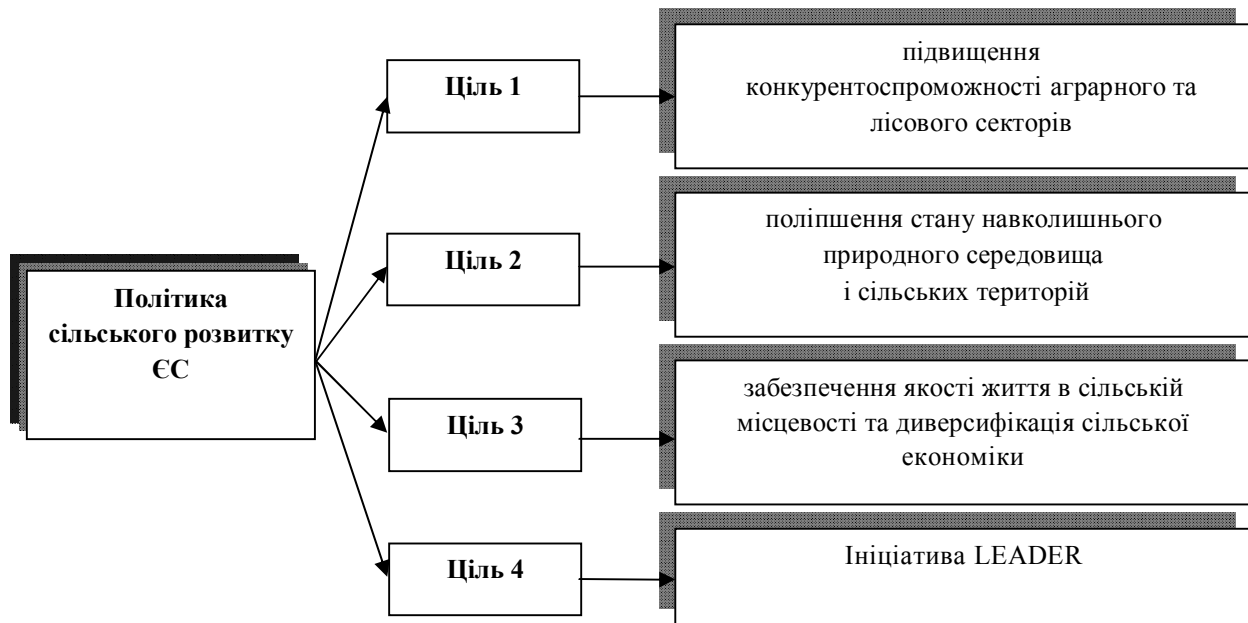 Політика
сільського розвитку
ЄС
Ціль 1
підвищення
конкурентоспроможності аграрного та
лісового секторів
Ціль 2
поліпшення стану навколишнього
природного середовища
і сільських територій
Ціль 3
забезпечення якості життя в сільській
місцевості та диверсифікація сільської
економіки
Ціль 4
Ініціатива LEADER